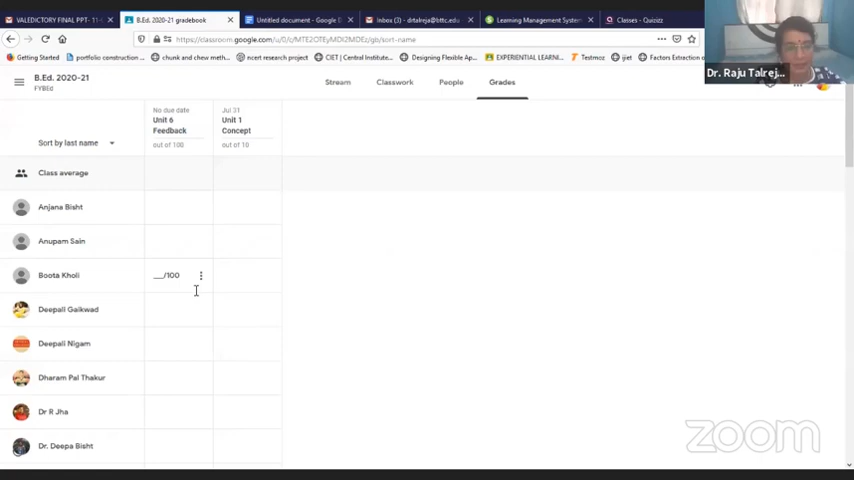 VALEDICTORY FINAL PPT- 11-
B.Ed. 2020-21 gradebook
Untitled document - Google D
Inbox (3) - drtalreja@bttc.edu
Learning Management System
Classes - Quizizz
https://classroom.google.com/u/0/c/MTE2OTEyMDI2MDEz/gb/sort-name
Getting Started
portfolio construction
chunk and chew metho...
ncert research project
CIET | Central Institute...
Designing Flexible Ap...
EXPERIENTIAL LEARNI...
Testmoz
ijert
Factors Extraction
Dr. Raju Talrej...
B.Ed. 2020-21
FYBEd
Stream
Classwork
People
Grades
No due date
Unit 6
Feedback
out of 100
Jul 31
Unit 1
Concept
out of 10
Sort by last name
Class average
Anjana Bisht
Anupam Sain
Boota Kholi
__/100
Deepali Gaikwad
Deepali Nigam
Dharam Pal Thakur
Dr R Jha
Dr. Deepa Bisht
zoom